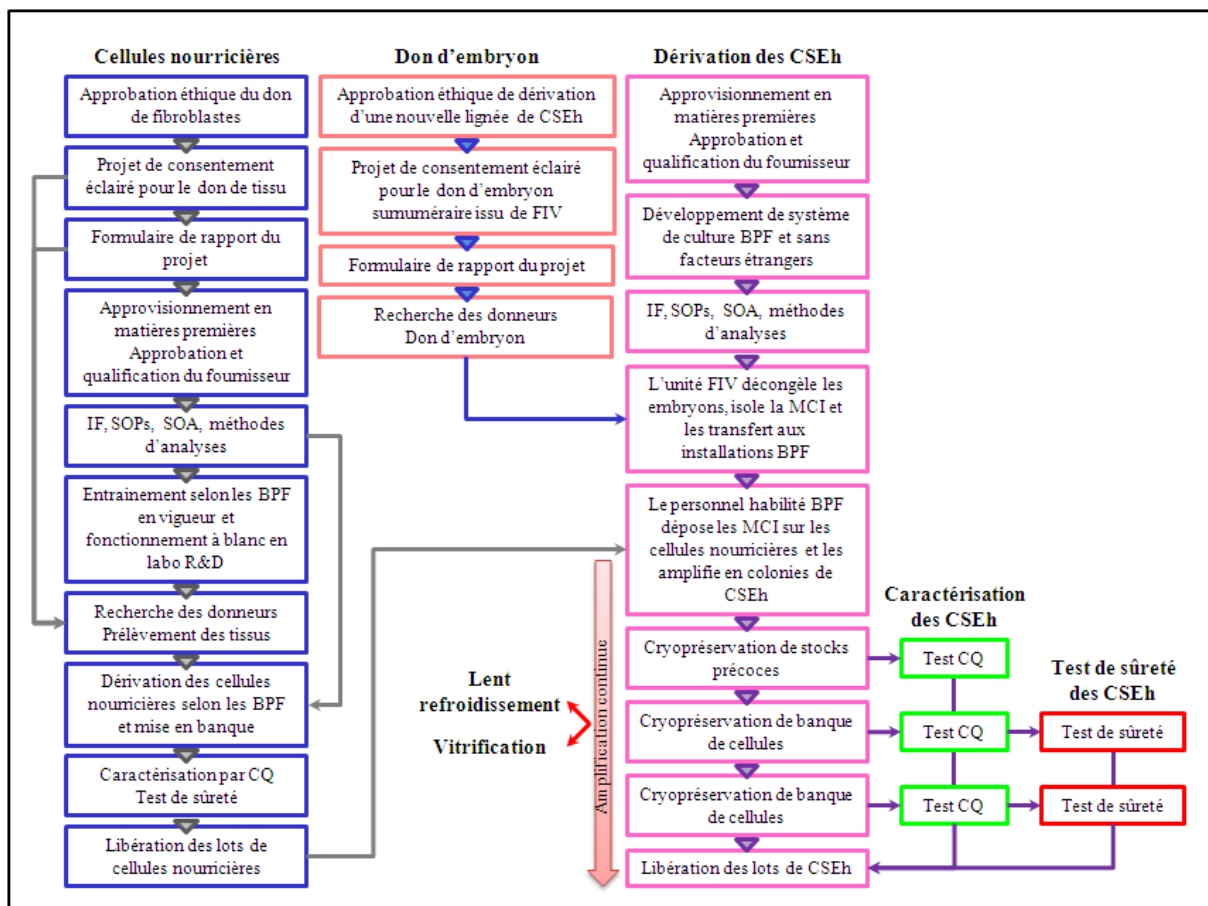 Cellules nourricières
Approbation éthique du don
de fibroblastes
Projet de consentement
éclairé pour le don de tissu
Formulaire de rapport du
projet
Approvisionnement en
matières premières
Approbation et
qualification du fournisseur
IF, SOPs, SOA, méthodes
d'analyses
Entrainement selon les BPF
en vigueur et
fonctionnement à blanc en
labo R&D
Recherche des donneurs
Prélèvement des tissus
Dérivation des cellules
nourricières selon les BPF
et mise en banque
Caractérisation par CQ
Test de sûreté
Libération des lots de
cellules nourricières
Don d'embryon
Approbation éthique de dérivation
d'une nouvelle lignée de CSEh
Projet de consentement éclairé
pour le don d'embryon
surnuméraire issu de FIV
Formulaire de rapport du projet
Recherche des donneurs
Don d'embryon
Dérivation des CSEh
Approvisionnement en
matières premières
Approbation et
qualification du fournisseur
Développement de système
de culture BPF et sans
facteurs étrangers
IF, SOPs, SOA, méthodes
d'analyses
L'unité FIV décongèle les
embryons, isole la MCI et
les transfert aux
installations BPF
Le personnel habilité BPF
dépose les MCI sur les
cellules nourricières et les
amplifie en colonies de
CSEh
Cryopréservation de stocks
précoces
Cryopréservation de banque
de cellules
Cryopréservation de banque
de cellules
Libération des lots de CSEh
Amplification continue
Lent
refroidissement
Vitrification
Caractérisation
des CSEh
Test CQ
Test CQ
Test CQ
Test de sûreté
des CSEh
Test de sûreté
Test de sûreté